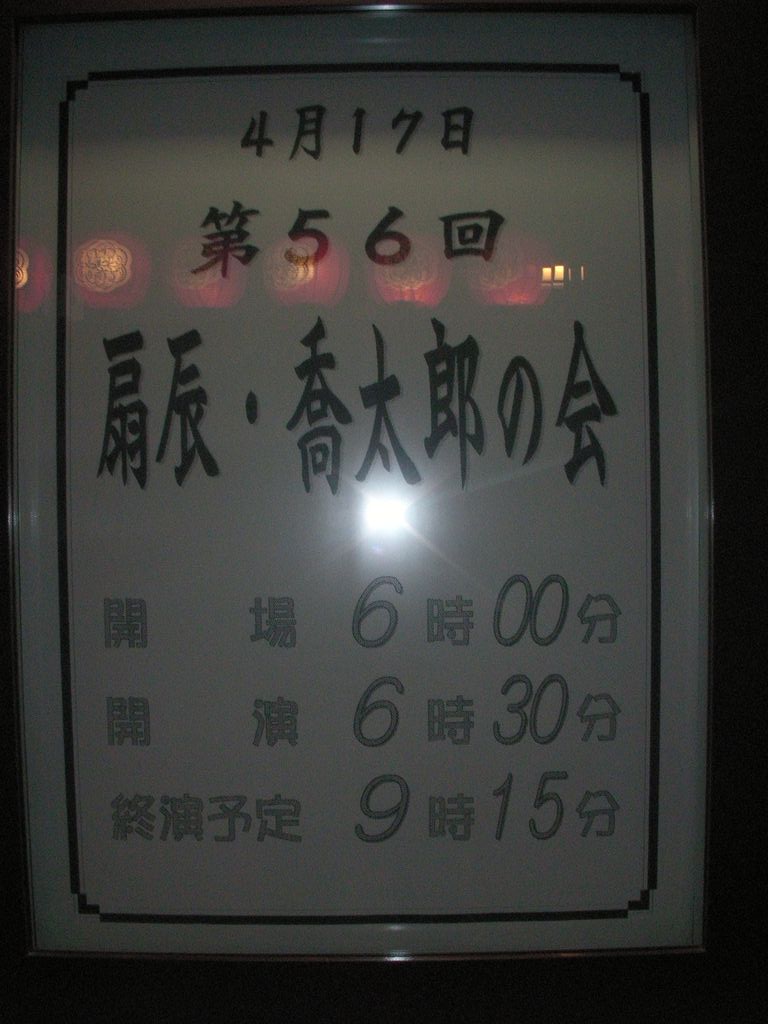 4月17日
第56回
扇辰・喬太郎の会
開場 6時00分
開演 6時30分
終演予定 9時15分